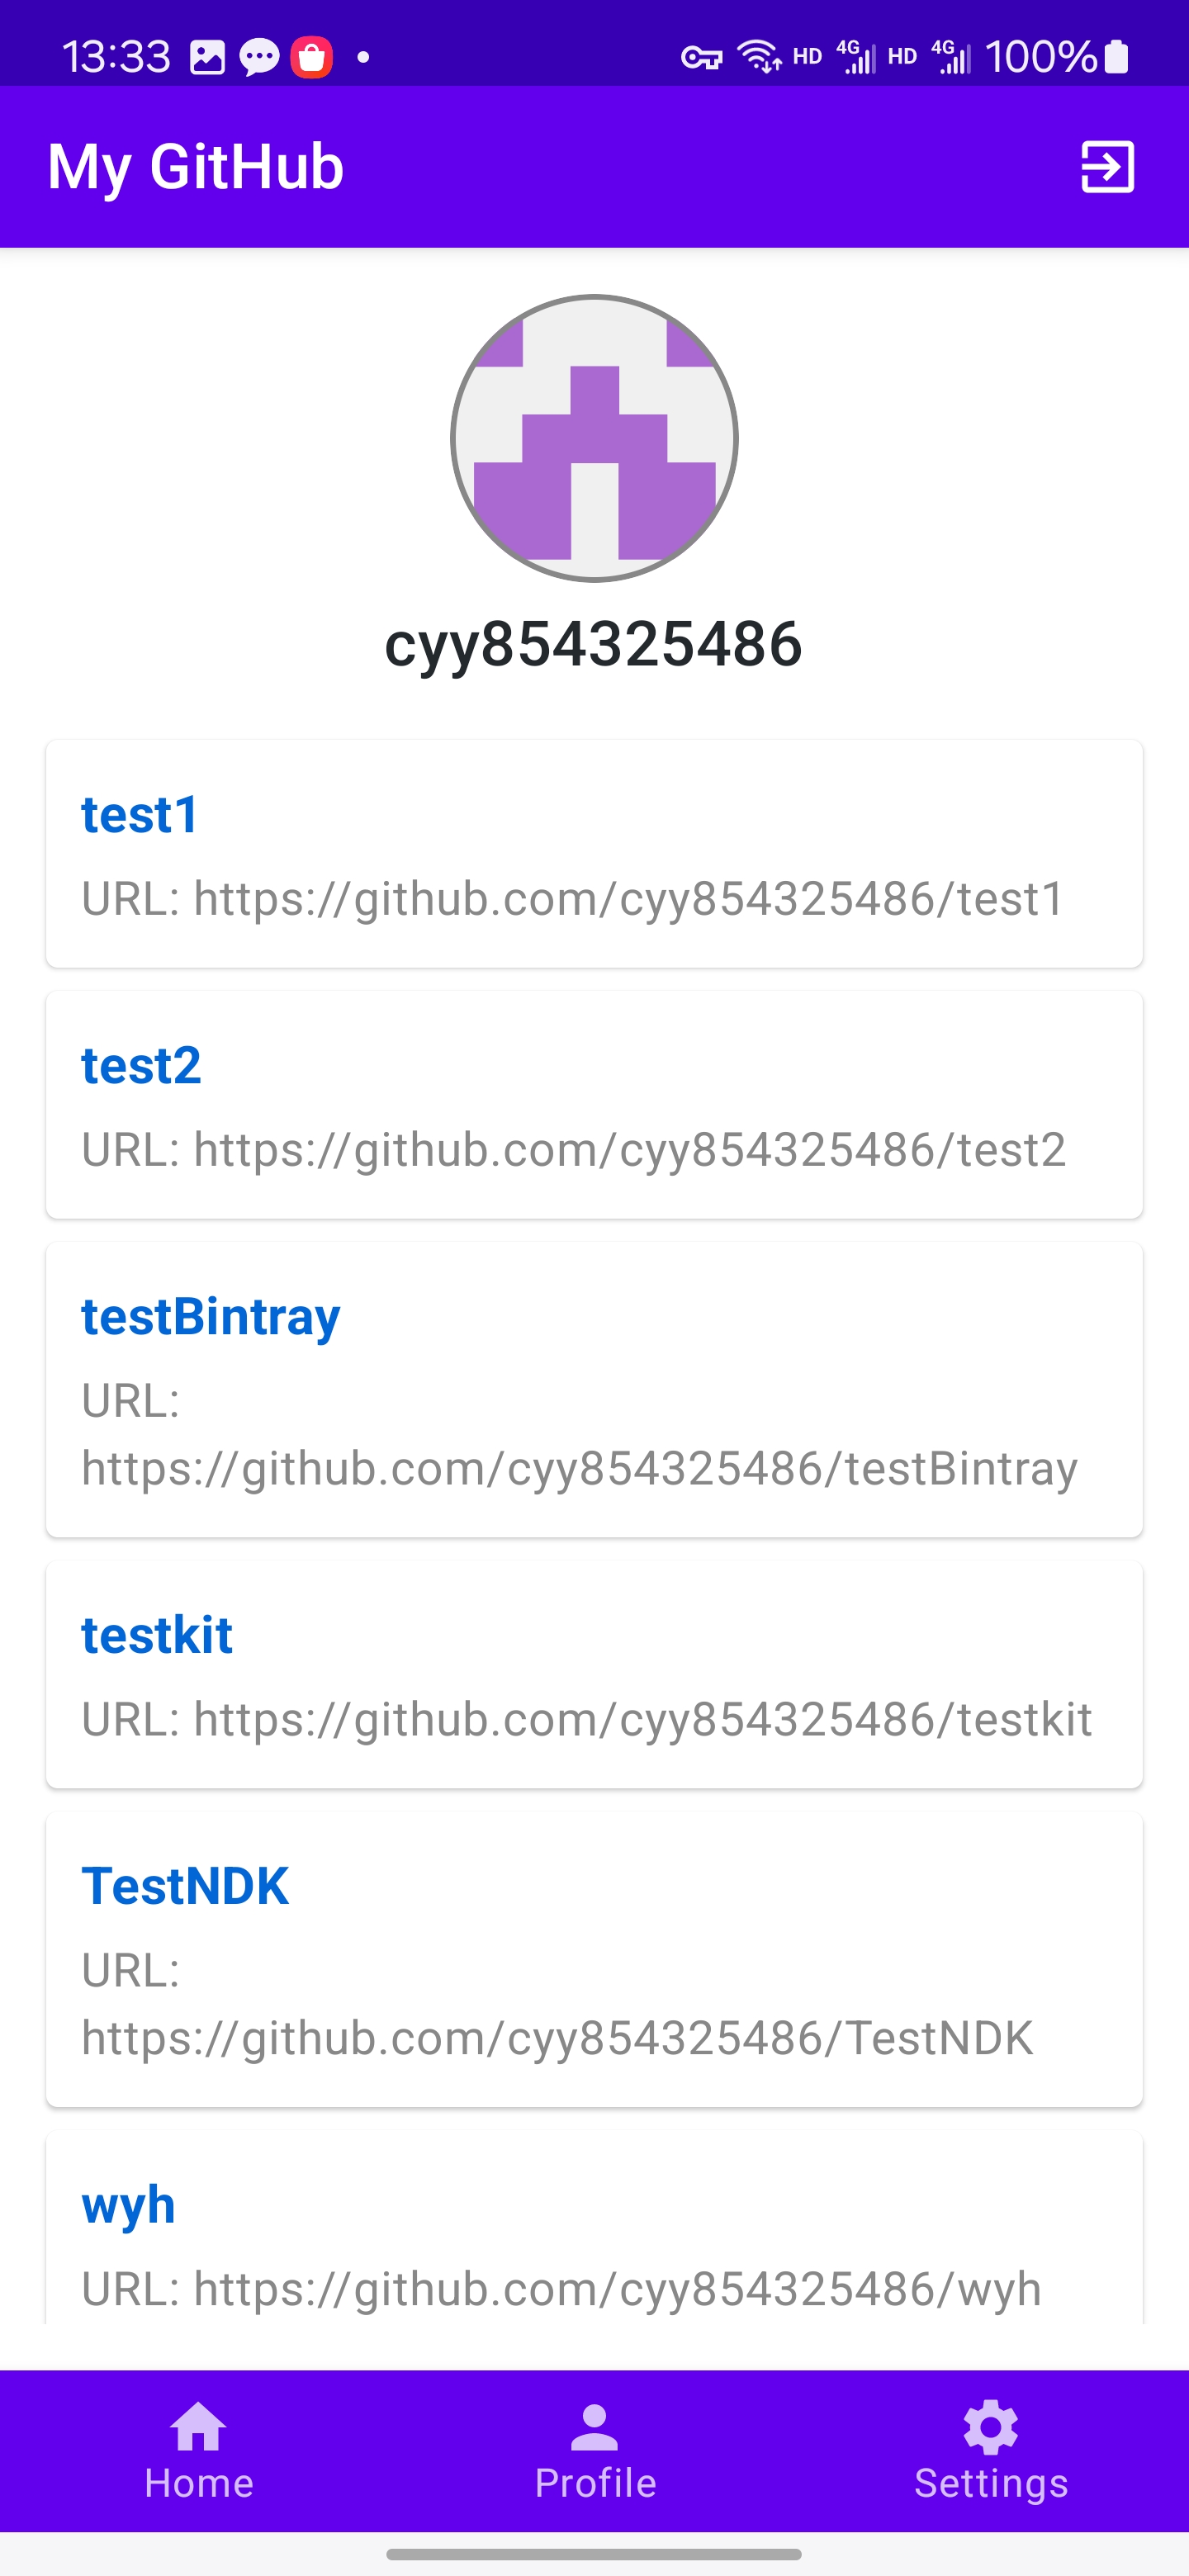 13:33
HD 4G HD 4G 100%
My GitHub
cyy854325486
test1
URL: https://github.com/cyy854325486/test1
test2
URL: https://github.com/cyy854325486/test2
testBintray
URL:
https://github.com/cyy854325486/testBintray
testkit
URL: https://github.com/cyy854325486/testkit
TestNDK
URL:
https://github.com/cyy854325486/TestNDK
wyh
URL: https://github.com/cyy854325486/wyh
Home Profile Settings